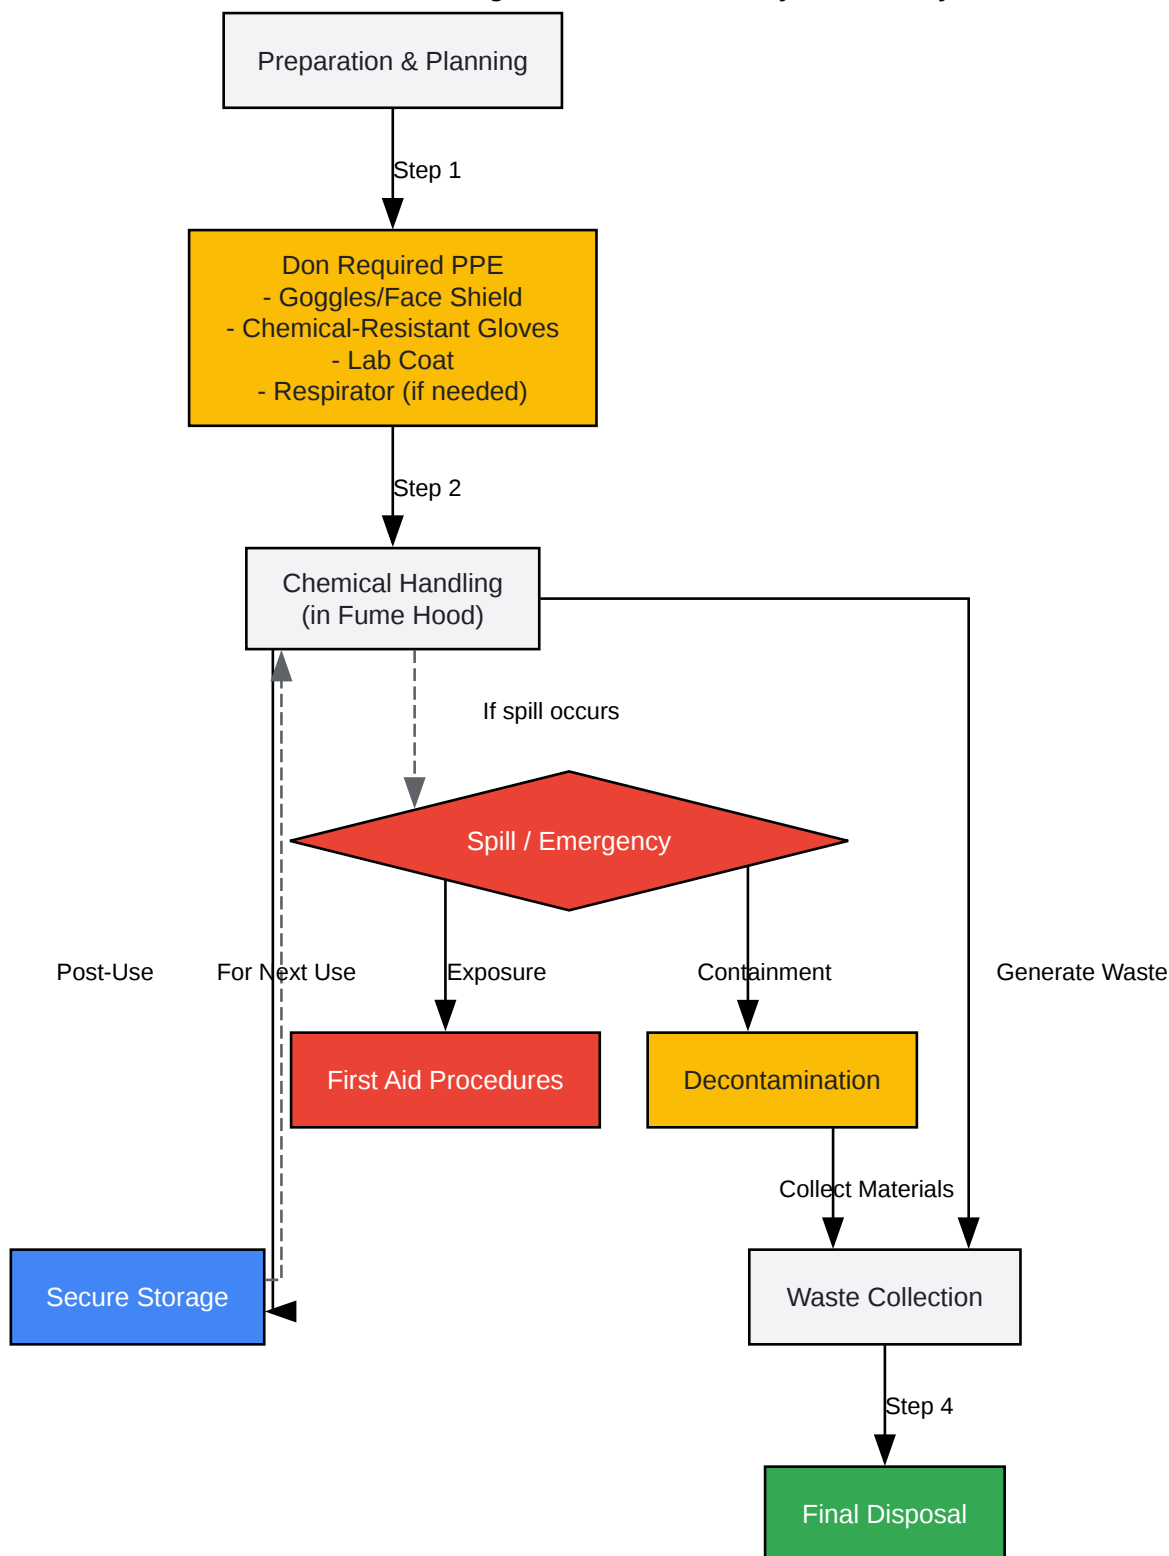 Preparation & Planning
Step 1
Don Required PPE
- Goggles/Face Shield
- Chemical-Resistant Gloves
- Lab Coat
- Respirator (if needed)
Step 2
Chemical Handling
(in Fume Hood)
If spill occurs
Spill / Emergency
Post-Use
For Next Use
Exposure
Containment
Generate Waste
First Aid Procedures
Decontamination
Collect Materials
Secure Storage
Waste Collection
Step 4
Final Disposal